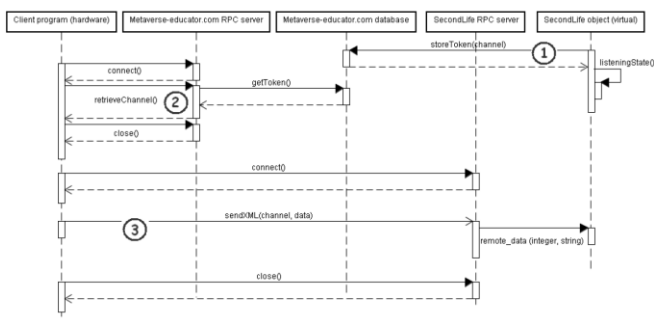 Client program (hardware)
Metaverse-educator.com RPC server
Metaverse-educator.com database
SecondLife RPC server
SecondLife object (virtual)
storeToken(channel)
1
listeningState()
connect()
getToken()
retrieveChannel()
2
close()
connect()
sendXML(channel, data)
3
remote_data (integer, string)
close()